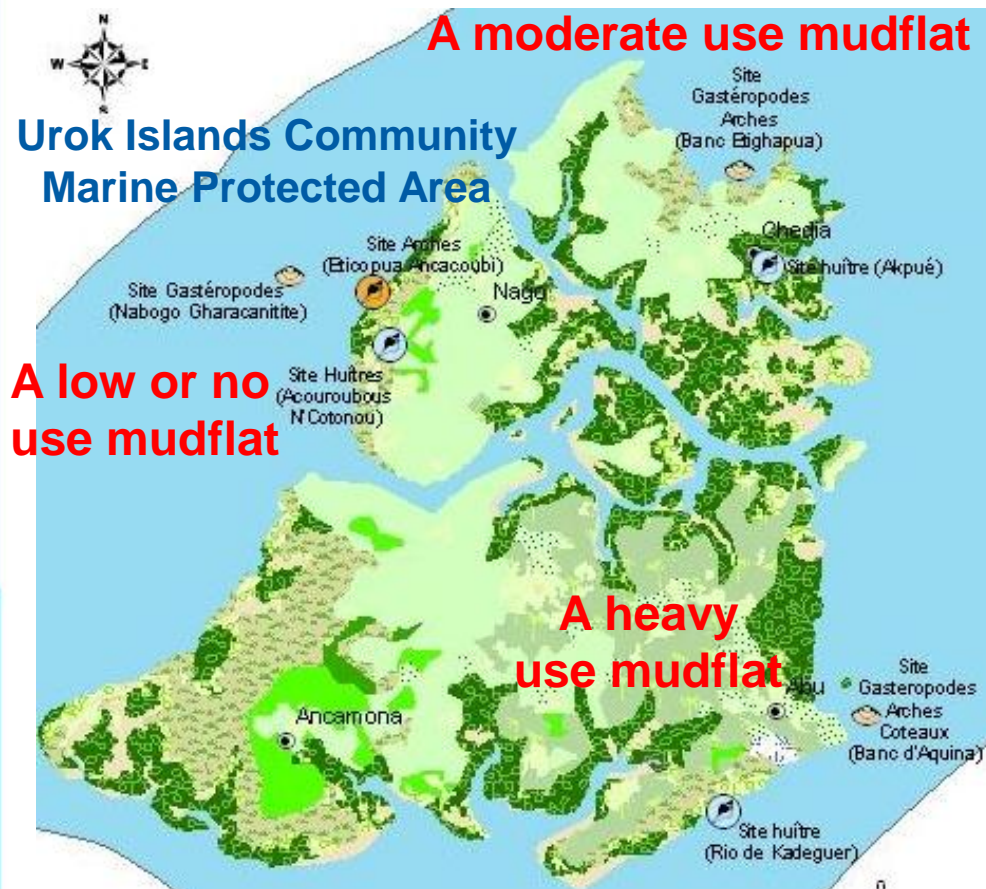 A moderate use mudflat
N
W
E
S
Site
Gastéropodes
Arches
(Banc Etighapua)
Urok Islands Community
Marine Protected Area
Chedia
Site huître (Akpué)
Site Arches
(Eticopua Ancacoubi)
Site Gastéropodes
(Nabogo Gharacanitite)
Nago
A low or no
use mudflat
Site Huîtres
(Acouroubous
N'Cotonou)
A heavy
use mudflat
Abu
Site
Gasteropodes
Arches
Coteaux
(Banc d'Aquina)
Ancamona
Site huître
(Rio de Kadeguer)
0